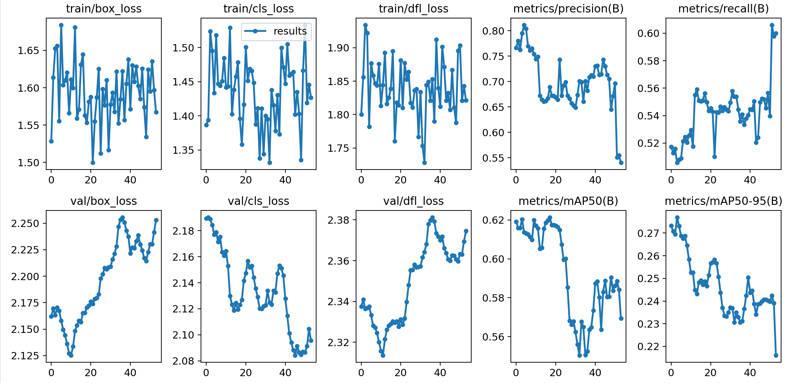 train/box_loss
train/cls_loss
train/dfl_loss
metrics/precision(B)
metrics/recall(B)
results
1.65
1.60
1.55
1.50
0 20 40
1.50
1.45
1.40
1.35
0 20 40
1.90
1.85
1.80
1.75
0 20 40
0.80
0.75
0.70
0.65
0.60
0.55
0 20 40
0.60
0.58
0.56
0.54
0.52
0 20 40
val/box_loss
val/cls_loss
val/dfl_loss
metrics/mAP50(B)
metrics/mAP50-95(B)
2.250
2.225
2.200
2.175
2.150
2.125
0 20 40
2.18
2.16
2.14
2.12
2.10
2.08
0 20 40
2.38
2.36
2.34
2.32
0 20 40
0.62
0.60
0.58
0.56
0 20 40
0.27
0.26
0.25
0.24
0.23
0.22
0 20 40